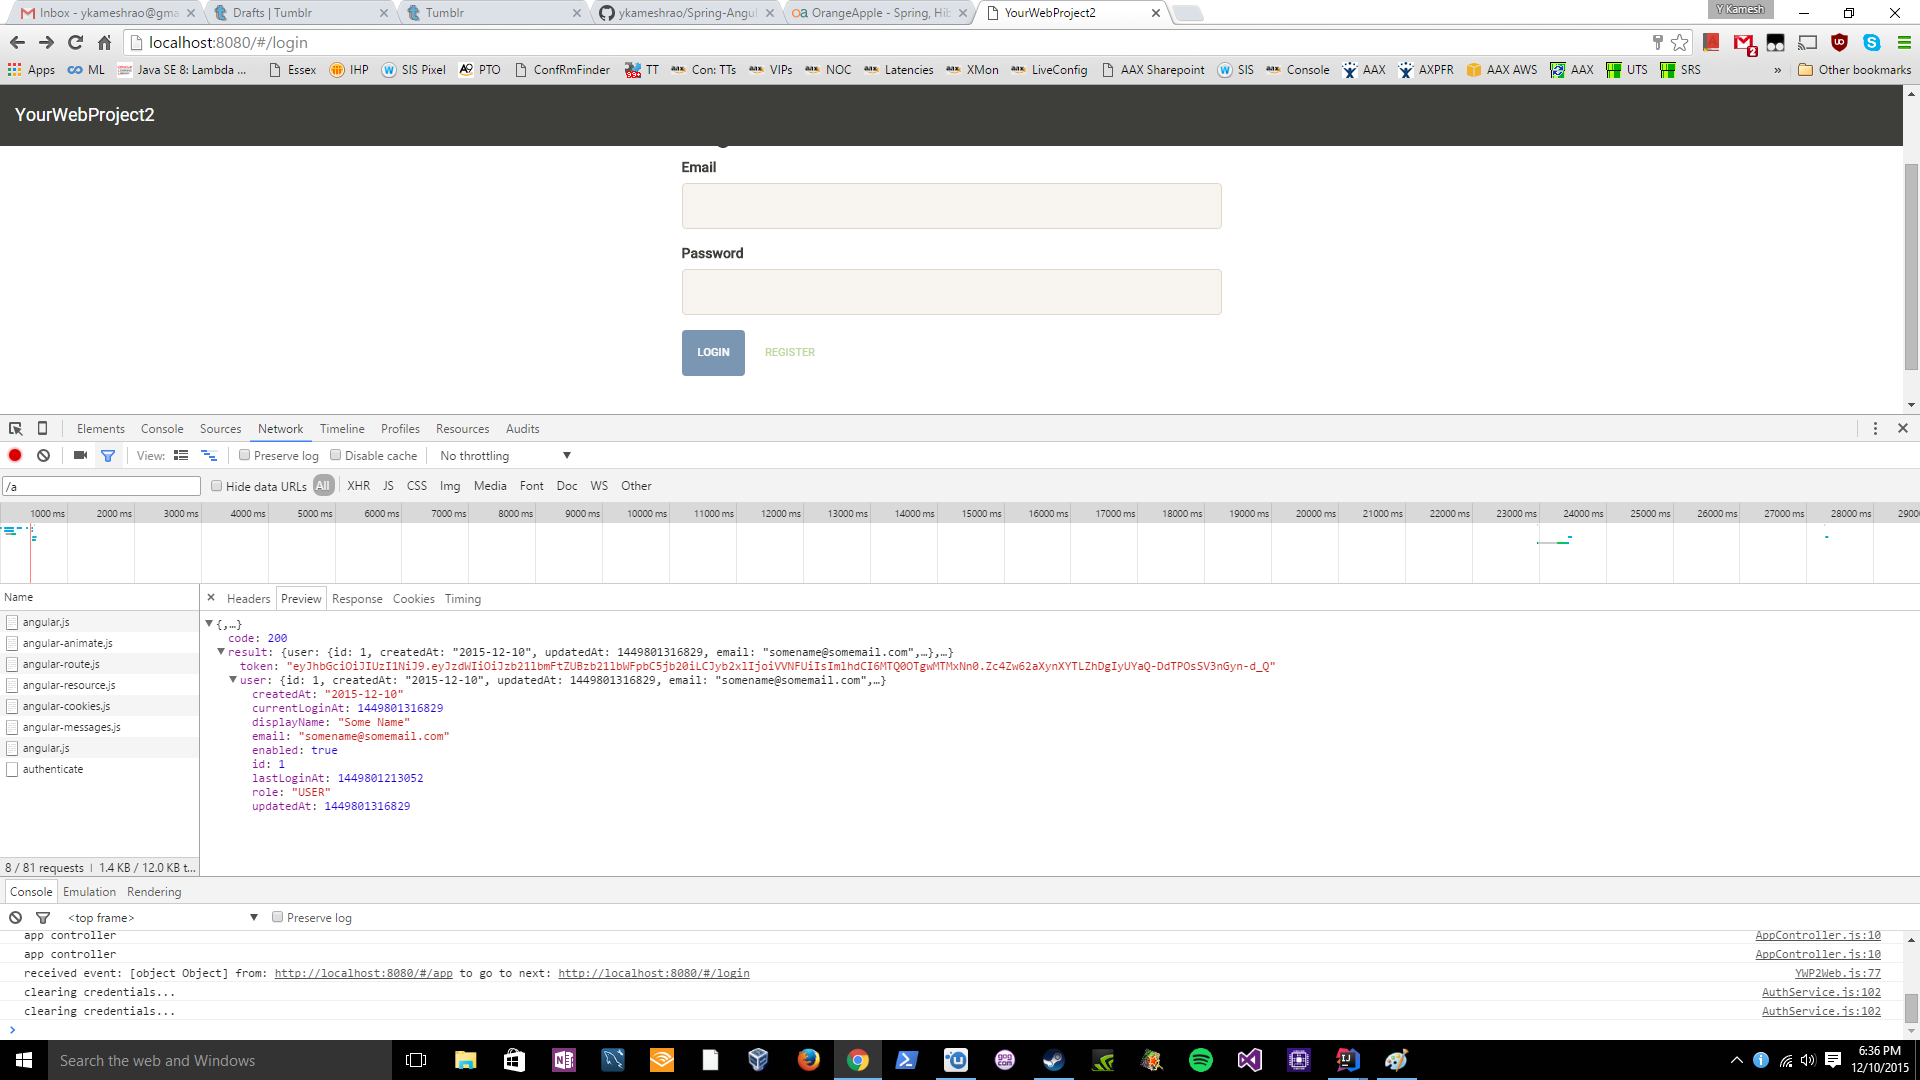 Inbox - ykameshrao@gma
Drafts | Tumblr
Tumblr
ykameshrao/Spring-Angul
OrangeApple - Spring, Hib
YourWebProject2
Y Kamesh
localhost:8080/#/login
Apps
ML
Java SE 8: Lambda ...
Essex
IHP
SIS Pixel
PTO
ConfRmFinder
TT
Con: TTs
VIPs
NOC
Latencies
XMon
LiveConfig
AAX Sharepoint
SIS
Console
AAX
AXPFR
AAX AWS
AAX
UTS
SRS
»
Other bookmarks
YourWebProject2
Email
Password
LOGIN
REGISTER
Elements
Console
Sources
Network
Timeline
Profiles
Resources
Audits
View:
Preserve log
Disable cache
No throttling
/a
Hide data URLs
All
XHR
JS
CSS
Img
Media
Font
Doc
WS
Other
1000 ms
2000 ms
3000 ms
4000 ms
5000 ms
6000 ms
7000 ms
8000 ms
9000 ms
10000 ms
11000 ms
12000 ms
13000 ms
14000 ms
15000 ms
16000 ms
17000 ms
18000 ms
19000 ms
20000 ms
21000 ms
22000 ms
23000 ms
24000 ms
25000 ms
26000 ms
27000 ms
28000 ms
29000
Name
angular.js
angular-animate.js
angular-route.js
angular-resource.js
angular-cookies.js
angular-messages.js
angular.js
authenticate
8 / 81 requests | 1.4 KB / 12.0 KB t...
Headers
Preview
Response
Cookies
Timing
{,…}
code: 200
result: {user: {id: 1, createdAt: "2015-12-10", updatedAt: 1449801316829, email: "somename@somemail.com",…},…}
token: "eyJhbGciOiJIUzI1NiJ9.eyJzdWIiOiJzb21lbmFtZUBzb21lbWFpbC5jb20iLCJyb2xlIjoiVVNFUiIsImlhdCI6MTQ0OTgwMTMxNn0.Zc4Zw62aXynXYTLZhDgIyUYaQ-DdTPOsSV3nGyn-d_Q"
user: {id: 1, createdAt: "2015-12-10", updatedAt: 1449801316829, email: "somename@somemail.com",…}
createdAt: "2015-12-10"
currentLoginAt: 1449801316829
displayName: "Some Name"
email: "somename@somemail.com"
enabled: true
id: 1
lastLoginAt: 1449801213052
role: "USER"
updatedAt: 1449801316829
Console
Emulation
Rendering
<top frame>
Preserve log
app controller AppController.js:10
app controller AppController.js:10
received event: [object Object] from: http://localhost:8080/#/app to go to next: http://localhost:8080/#/login YWP2Web.js:77
clearing credentials... AuthService.js:102
clearing credentials... AuthService.js:102
>
Search the web and Windows
6:36 PM
12/10/2015